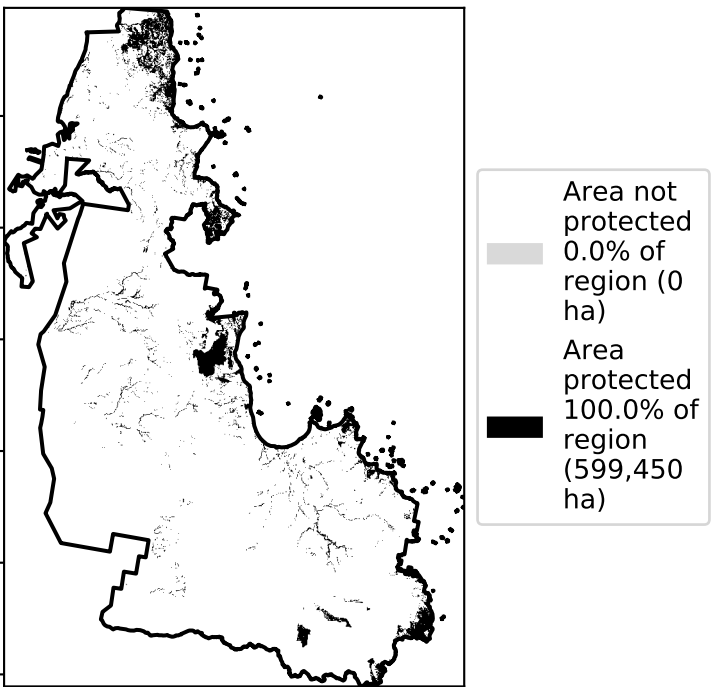 Area not
protected
0.0% of
region (0
ha)
Area
protected
100.0% of
region
(599,450
ha)